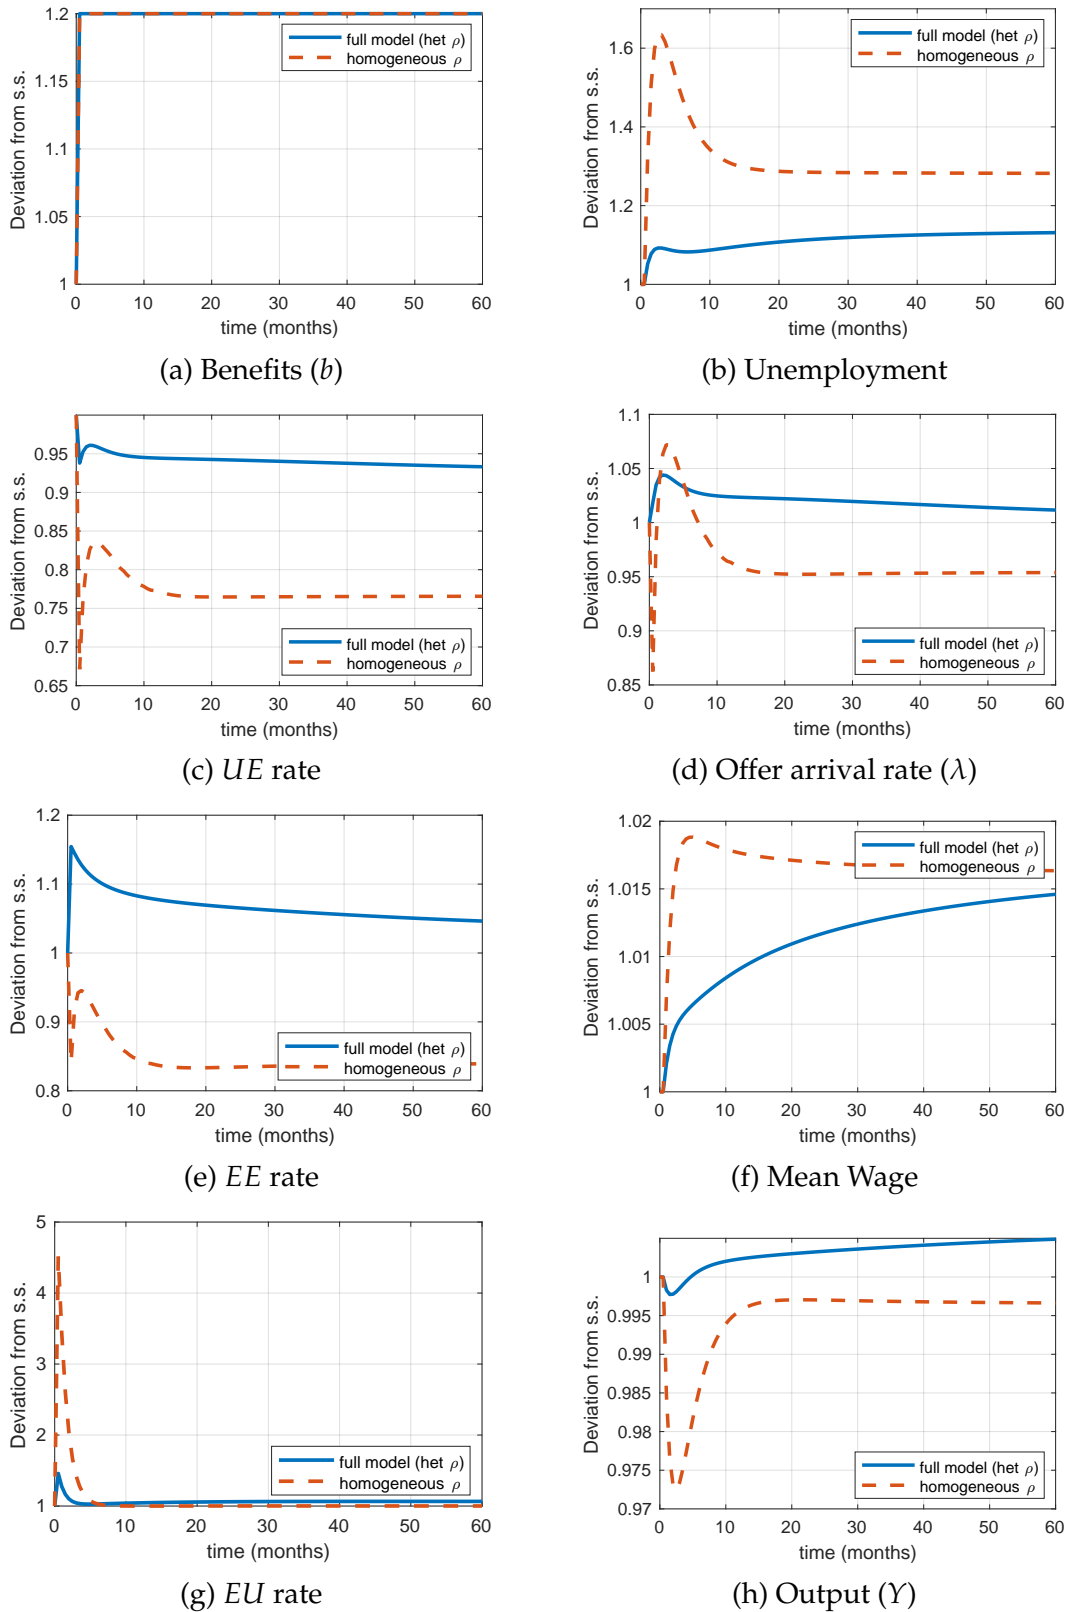 1.2
1.15
1.1
1.05
1
Deviation from s.s.
full model (het ρ)
homogeneous ρ
0 10 20 30 40 50 60
time (months)
(a) Benefits (b)
1.6
1.4
1.2
1
Deviation from s.s.
full model (het ρ)
homogeneous ρ
0 10 20 30 40 50 60
time (months)
(b) Unemployment
0.95
0.9
0.85
0.8
0.75
0.7
0.65
Deviation from s.s.
full model (het ρ)
homogeneous ρ
0 10 20 30 40 50 60
time (months)
(c) UE rate
1.1
1.05
1
0.95
0.9
0.85
Deviation from s.s.
full model (het ρ)
homogeneous ρ
0 10 20 30 40 50 60
time (months)
(d) Offer arrival rate (λ)
1.2
1.1
1
0.9
0.8
Deviation from s.s.
full model (het ρ)
homogeneous ρ
0 10 20 30 40 50 60
time (months)
(e) EE rate
1.02
1.015
1.01
1.005
1
Deviation from s.s.
full model (het ρ)
homogeneous ρ
0 10 20 30 40 50 60
time (months)
(f) Mean Wage
5
4
3
2
1
Deviation from s.s.
full model (het ρ)
homogeneous ρ
0 10 20 30 40 50 60
time (months)
(g) EU rate
1
0.995
0.99
0.985
0.98
0.975
0.97
Deviation from s.s.
full model (het ρ)
homogeneous ρ
0 10 20 30 40 50 60
time (months)
(h) Output (Y)